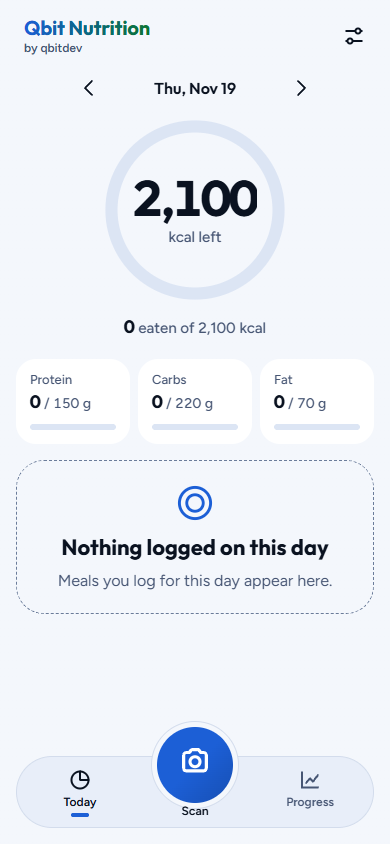 Qbit Nutrition
by qbitdev
Thu, Nov 19
2,100
kcal left
0 eaten of 2,100 kcal
Protein
0 / 150 g
Carbs
0 / 220 g
Fat
0 / 70 g
Nothing logged on this day
Meals you log for this day appear here.
Today
Scan
Progress